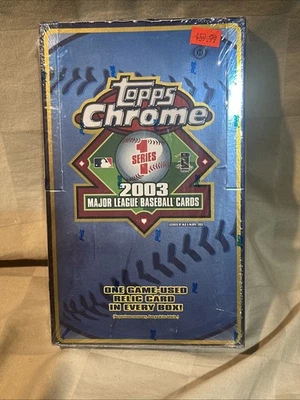 topps
Chrome
SERIES
1
2003
MAJOR LEAGUE BASEBALL CARDS
ONE GAME-USED
RELIC CARD
IN EVERY BOX!